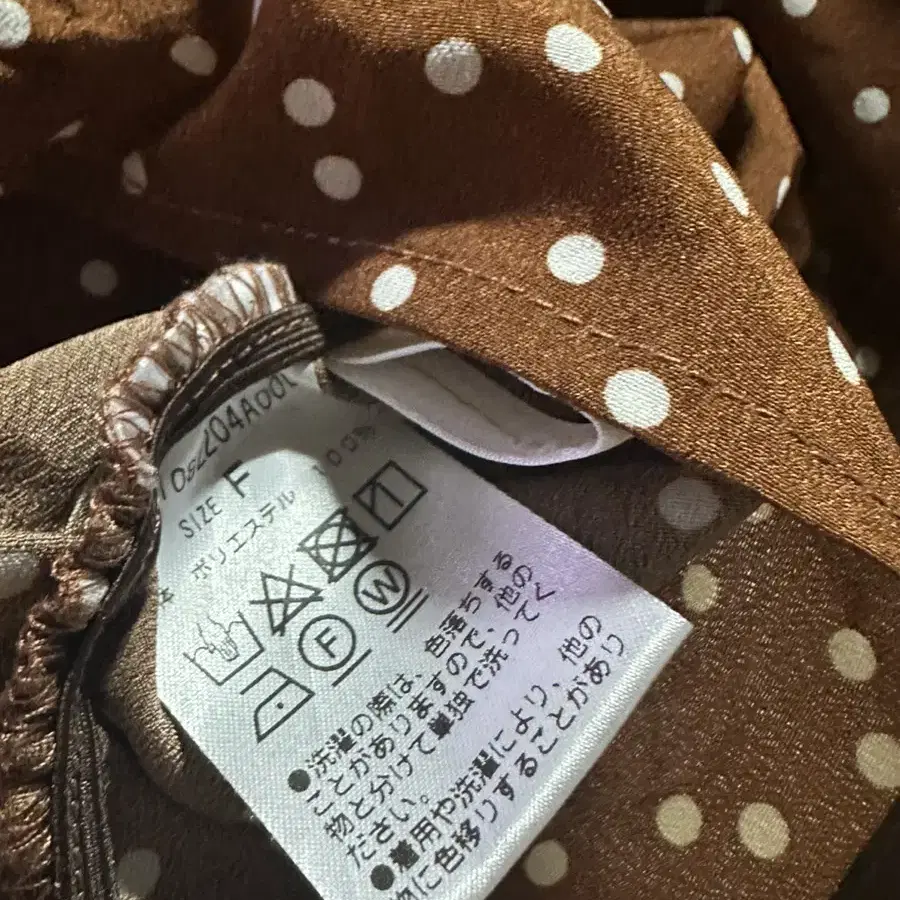 SIZE F
ポリエステル 100%
F W
●洗濯の際は、色落ちする
ことがありますので、他の
物と分けて単独で洗ってく
ださい。
●着用や洗濯により、他の
物に色移りすることがあり